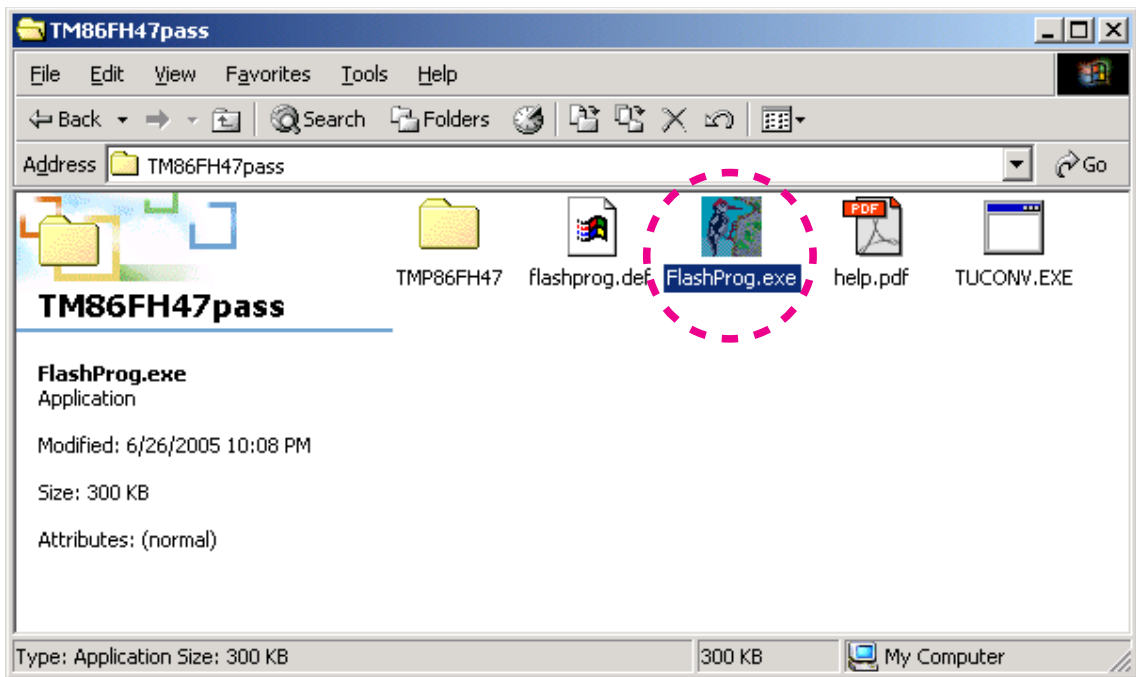 TM86FH47pass
File Edit View Favorites Tools Help
Back Search Folders
Address TM86FH47pass Go
TMP86FH47 flashprog.def FlashProg.exe help.pdf TUCONV.EXE
PDF
TM86FH47pass
FlashProg.exe
Application
Modified: 6/26/2005 10:08 PM
Size: 300 KB
Attributes: (normal)
Type: Application Size: 300 KB 300 KB My Computer